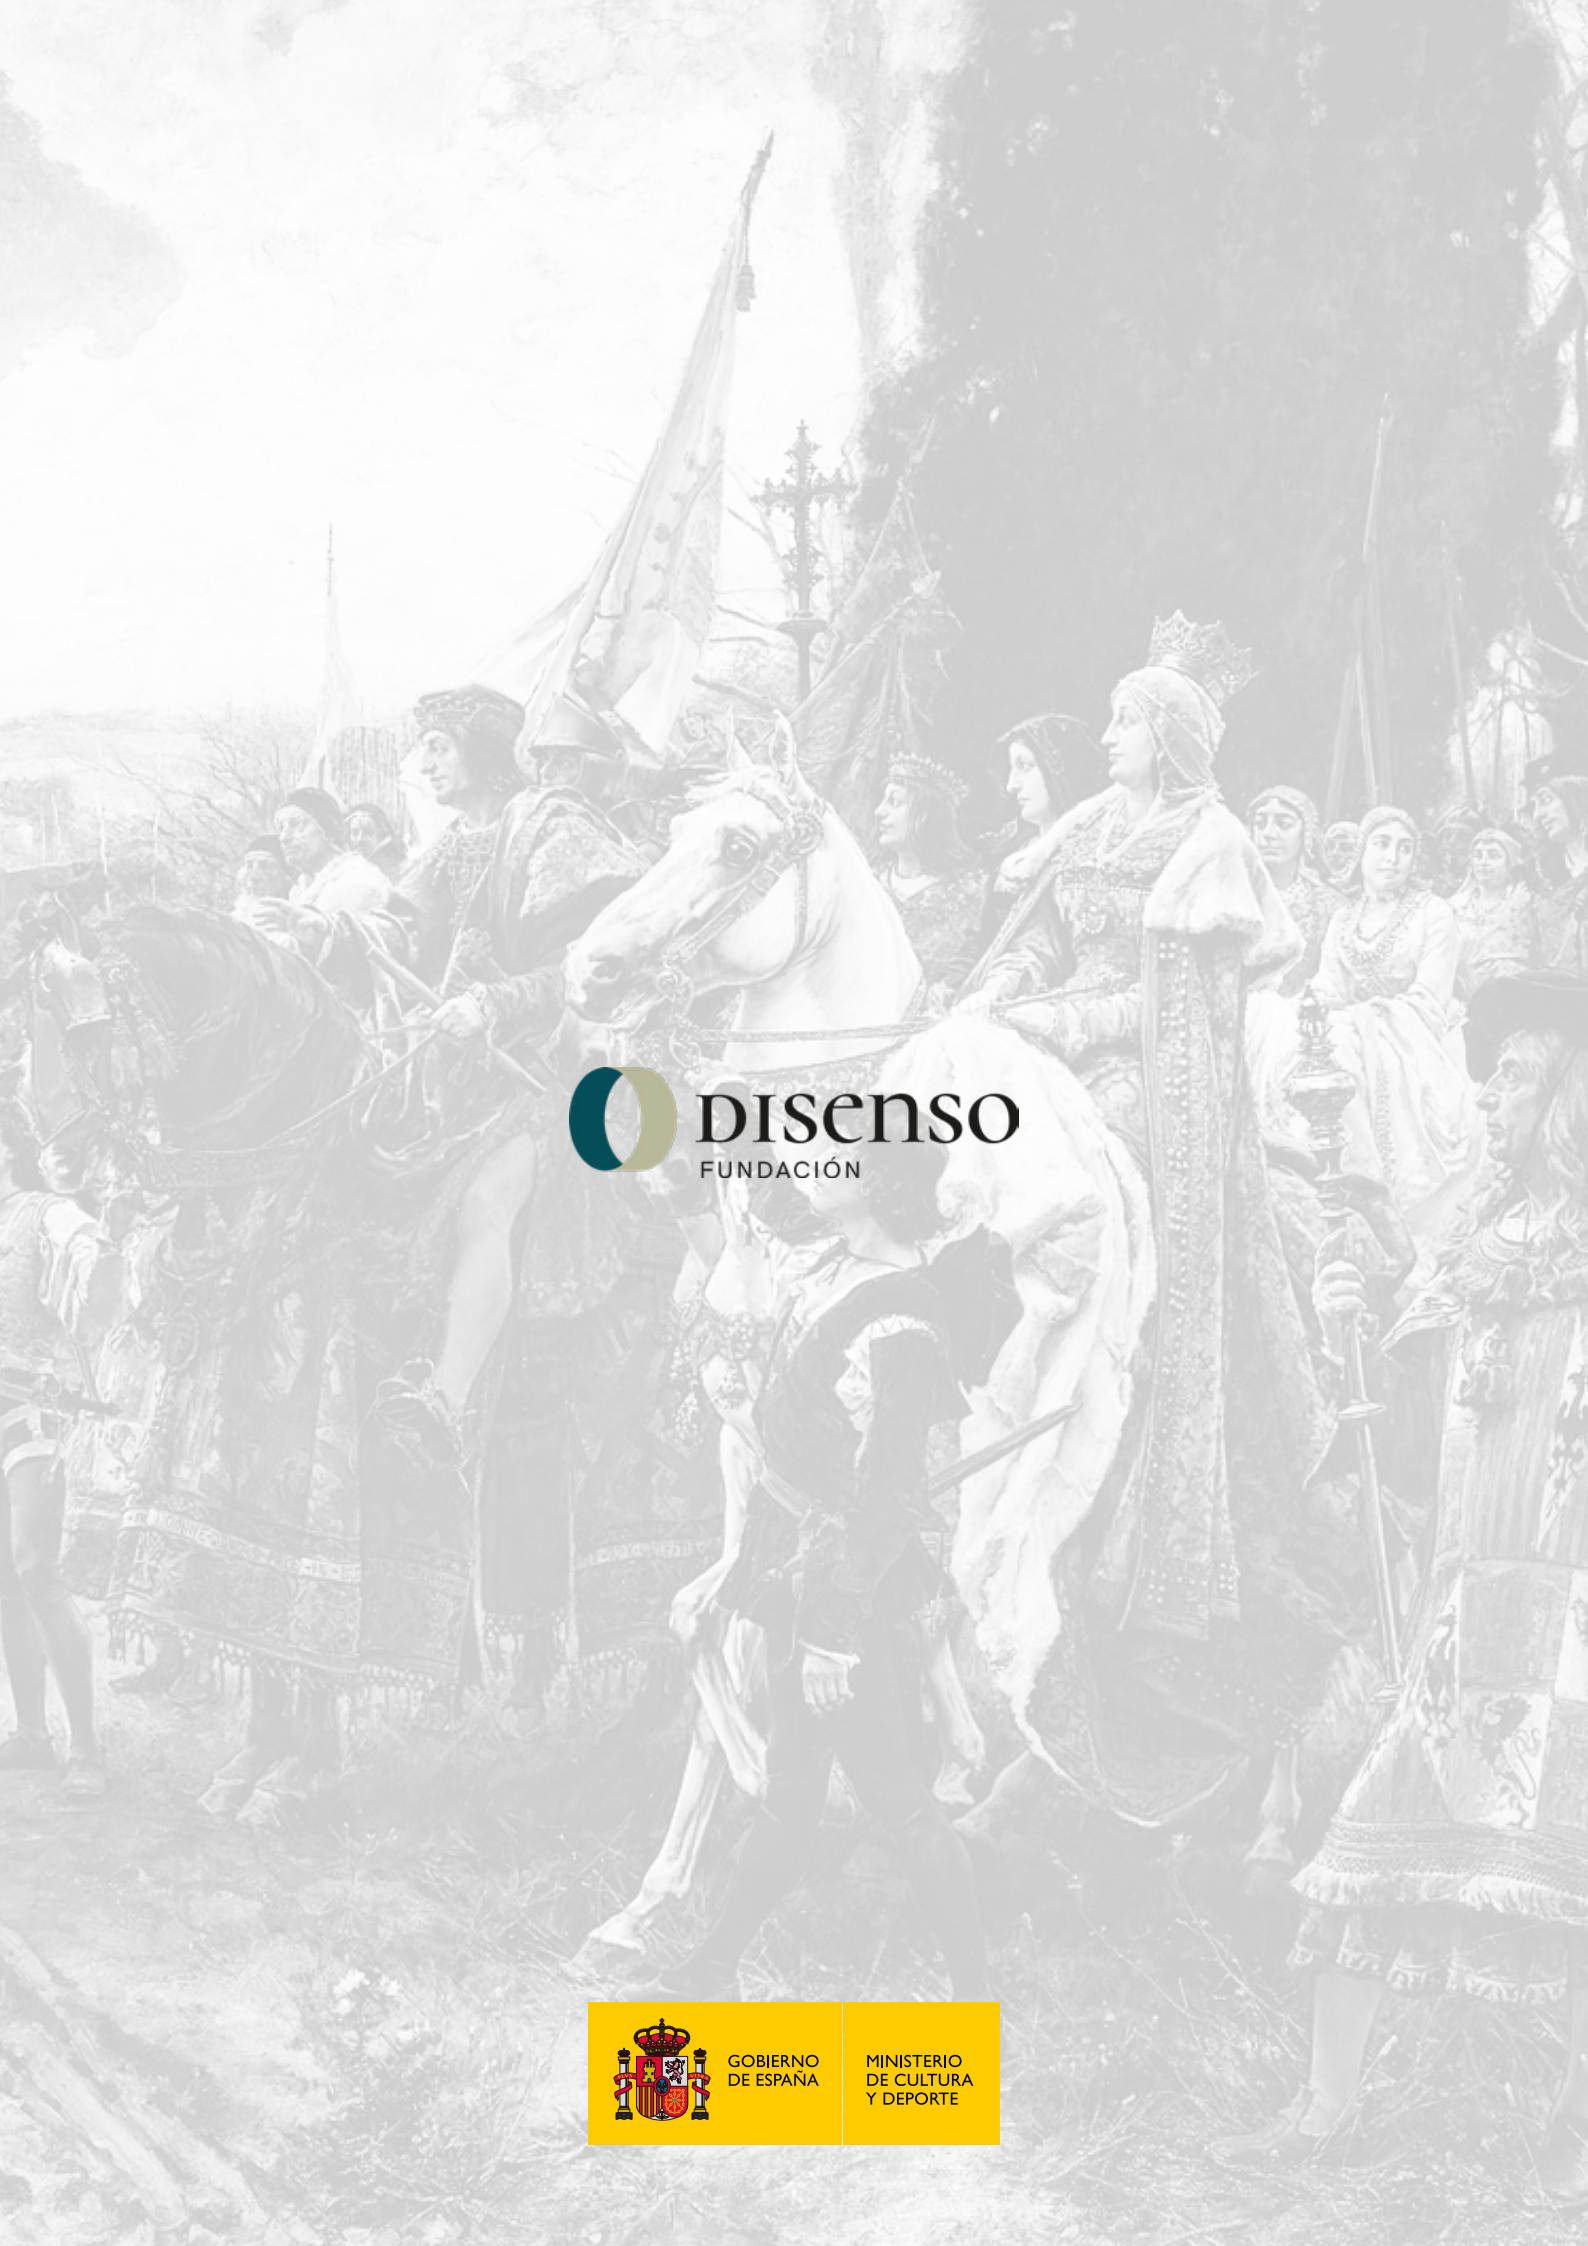 DISENSO
FUNDACIÓN
GOBIERNO
DE ESPAÑA
MINISTERIO
DE CULTURA
Y DEPORTE